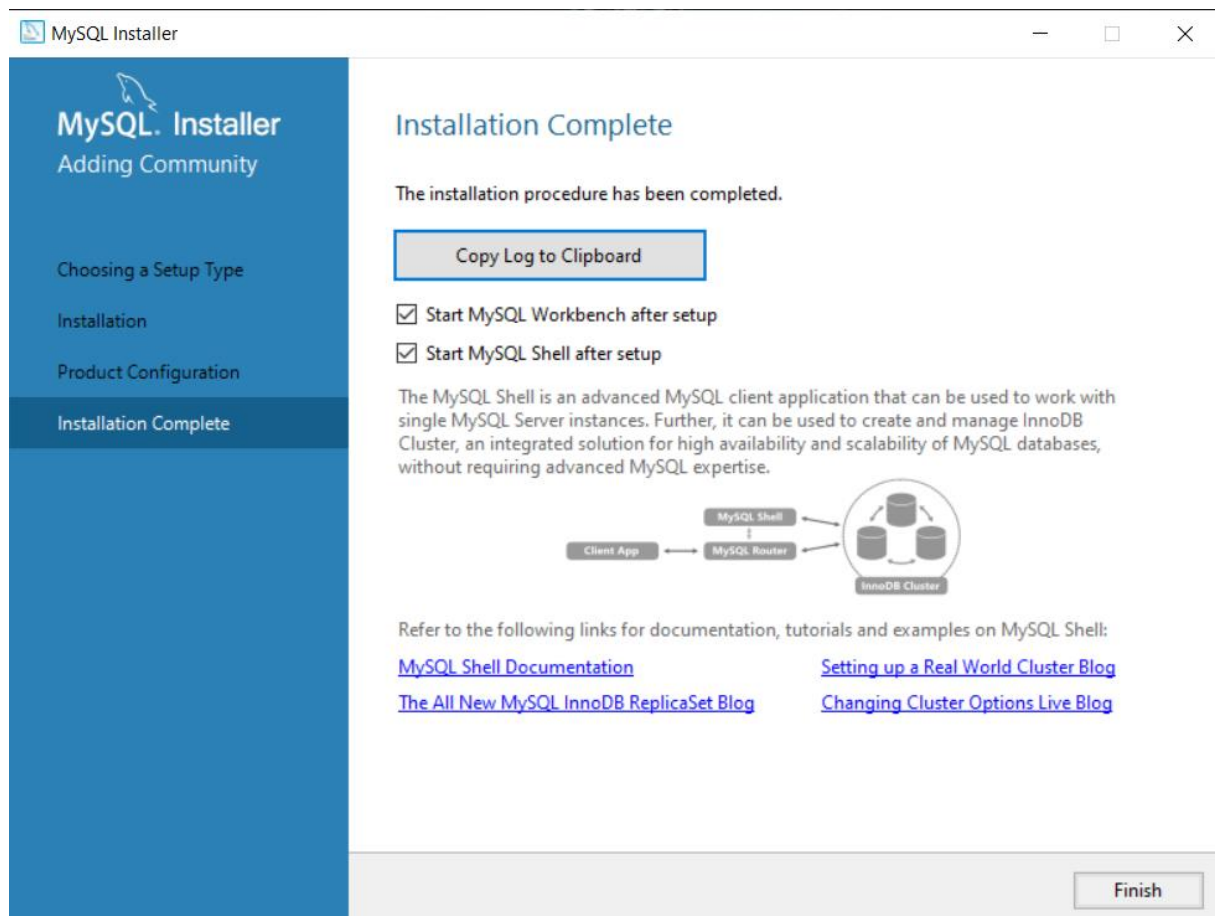 MySQL Installer
MySQL. Installer
Adding Community
Choosing a Setup Type
Installation
Product Configuration
Installation Complete
Installation Complete
The installation procedure has been completed.
Copy Log to Clipboard
Start MySQL Workbench after setup
Start MySQL Shell after setup
The MySQL Shell is an advanced MySQL client application that can be used to work with
single MySQL Server instances. Further, it can be used to create and manage InnoDB
Cluster, an integrated solution for high availability and scalability of MySQL databases,
without requiring advanced MySQL expertise.
MySQL Shell
Client App
MySQL Router
InnoDB Cluster
Refer to the following links for documentation, tutorials and examples on MySQL Shell:
MySQL Shell Documentation
Setting up a Real World Cluster Blog
The All New MySQL InnoDB ReplicaSet Blog
Changing Cluster Options Live Blog
Finish